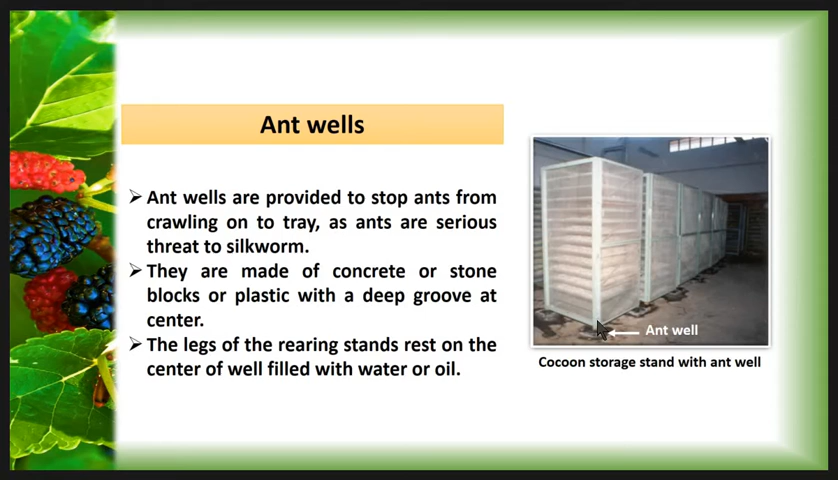 Ant wells
➢ Ant wells are provided to stop ants from
crawling on to tray, as ants are serious
threat to silkworm.
➢ They are made of concrete or stone
blocks or plastic with a deep groove at
center.
➢ The legs of the rearing stands rest on the
center of well filled with water or oil.
Ant well
Cocoon storage stand with ant well